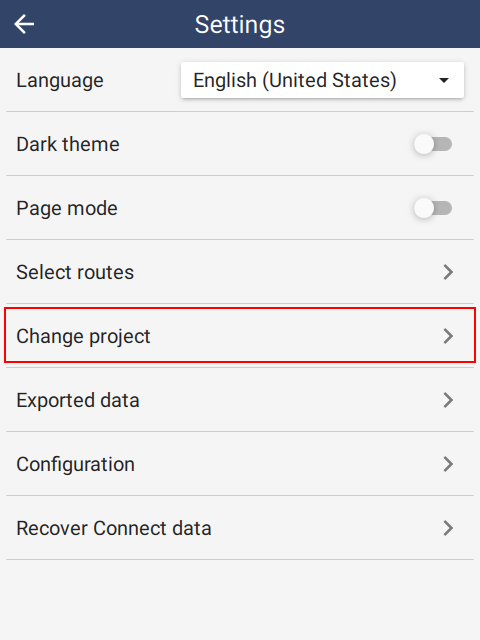 Settings
Language English (United States)
Dark theme
Page mode
Select routes
Change project
Exported data
Configuration
Recover Connect data